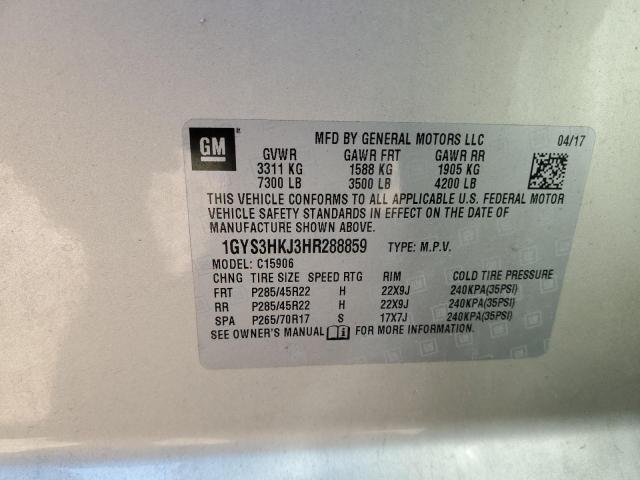 GM
MFD BY GENERAL MOTORS LLC 04/17
GVWR GAWR FRT GAWR RR
3311 KG 1588 KG 1905 KG
7300 LB 3500 LB 4200 LB
THIS VEHICLE CONFORMS TO ALL APPLICABLE U.S. FEDERAL MOTOR
VEHICLE SAFETY STANDARDS IN EFFECT ON THE DATE OF
MANUFACTURE SHOWN ABOVE.
1GYS3HKJ3HR288859 TYPE: M.P.V.
MODEL: C15906
CHNG TIRE SIZE SPEED RTG RIM COLD TIRE PRESSURE
FRT P285/45R22 H 22X9J 240KPA(35PSI)
RR P285/45R22 H 22X9J 240KPA(35PSI)
SPA P265/70R17 S 17X7J 240KPA(35PSI)
SEE OWNER'S MANUAL FOR MORE INFORMATION.